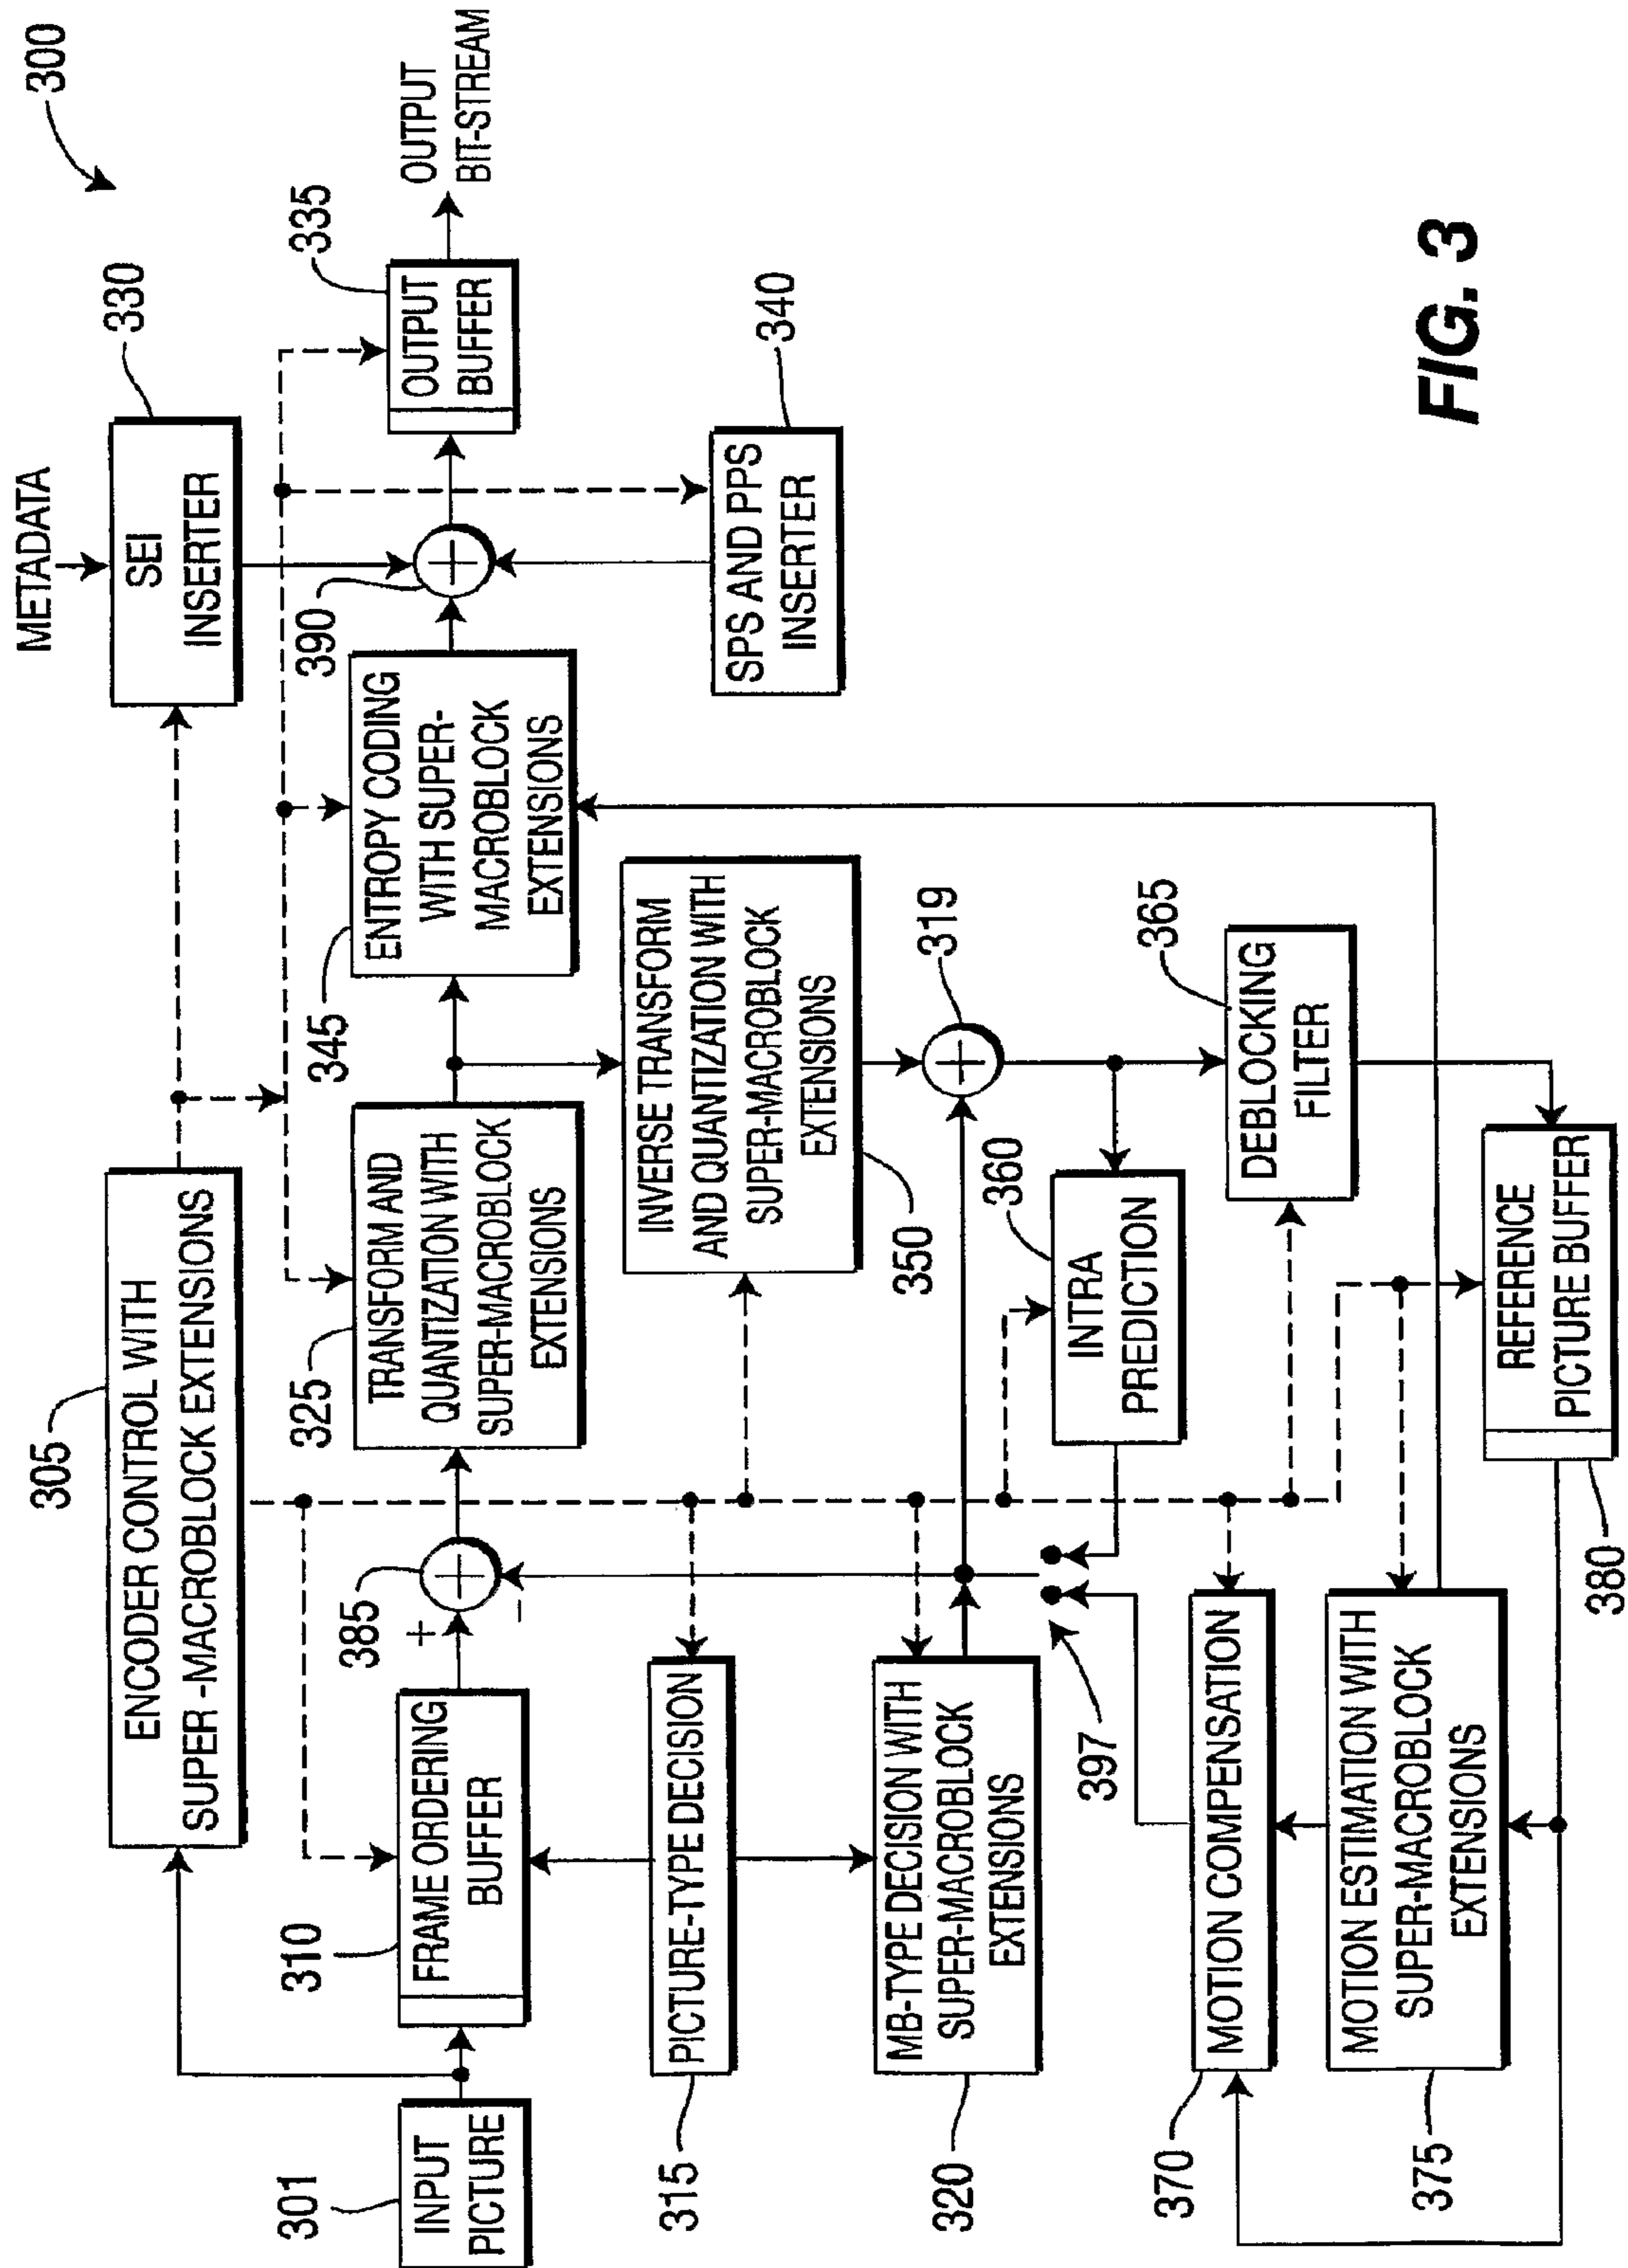 300
METADATA
330
SEI
INSERTER
305
ENCODER CONTROL WITH
SUPER -MACROBLOCK EXTENSIONS
335
OUTPUT
BUFFER
OUTPUT
BIT-STREAM
390
345
ENTROPY CODING
WITH SUPER-
MACROBLOCK
EXTENSIONS
325
TRANSFORM AND
QUANTIZATION WITH
SUPER-MACROBLOCK
EXTENSIONS
385
+
-
+
+
310
FRAME ORDERING
BUFFER
301
INPUT
PICTURE
340
SPS AND PPS
INSERTER
INVERSE TRANSFORM
AND QUANTIZATION WITH
SUPER-MACROBLOCK
EXTENSIONS
350
315
PICTURE-TYPE DECISION
319
+
320
MB-TYPE DECISION WITH
SUPER-MACROBLOCK
EXTENSIONS
397
360
INTRA
PREDICTION
365
DEBLOCKING
FILTER
370
MOTION COMPENSATION
375
MOTION ESTIMATION WITH
SUPER-MACROBLOCK
EXTENSIONS
380
REFERENCE
PICTURE BUFFER
FIG. 3